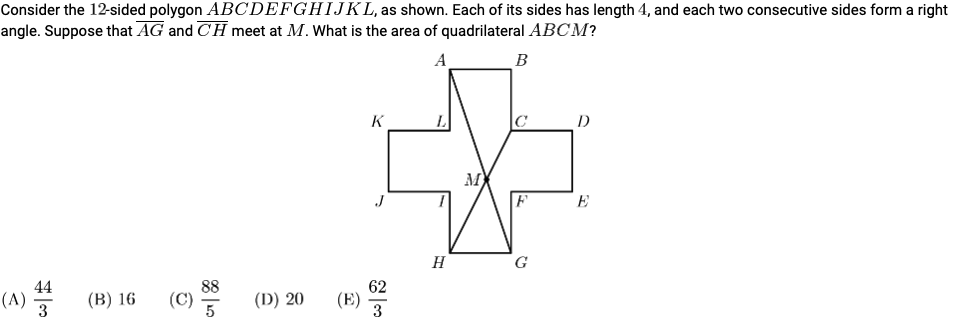 Consider the 12-sided polygon ABCDEFGHIJKL, as shown. Each of its sides has length 4, and each two consecutive sides form a right
angle. Suppose that AG and CH meet at M. What is the area of quadrilateral ABCM?
A B
K L C D
M
J I F E
H G
(A) 44/3 (B) 16 (C) 88/5 (D) 20 (E) 62/3